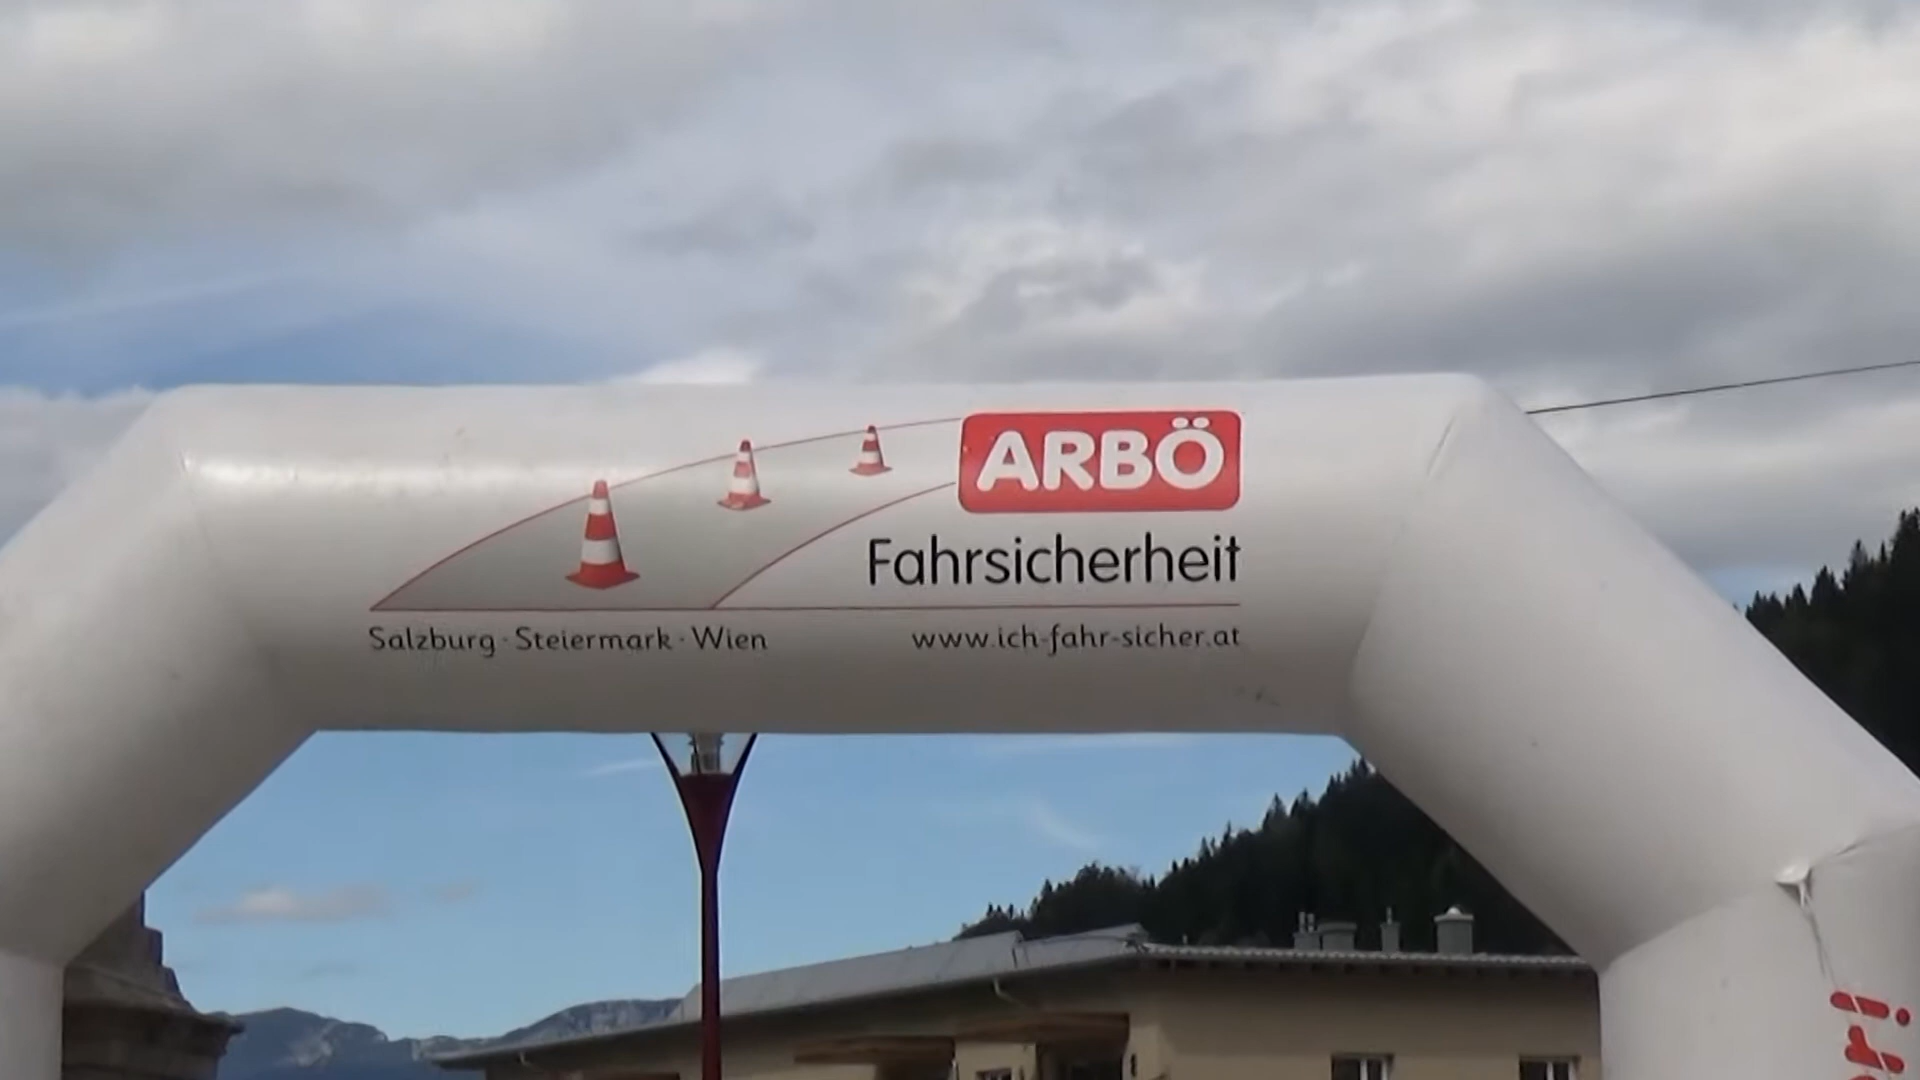 ARBÖ
Fahrsicherheit
Salzburg · Steiermark · Wien
www.ich-fahr-sicher.at